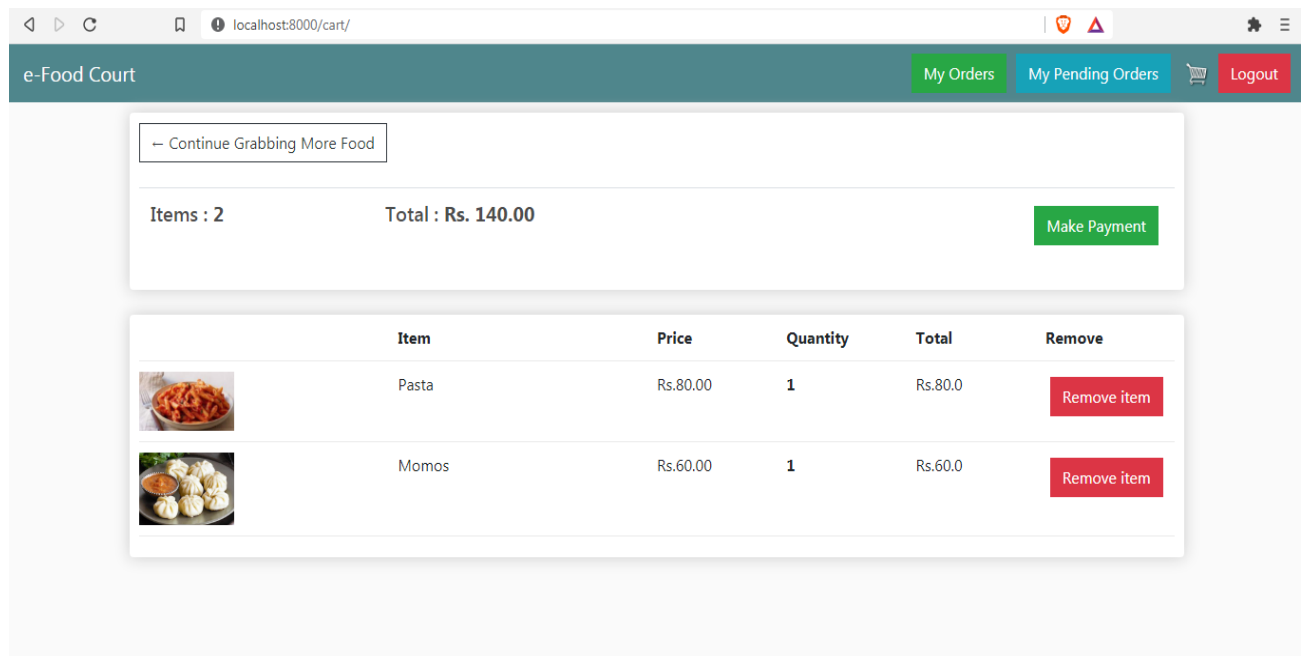 localhost:8000/cart/
e-Food Court My Orders My Pending Orders Logout
← Continue Grabbing More Food
Items : 2 Total : Rs. 140.00 Make Payment
Item Price Quantity Total Remove
Pasta Rs.80.00 1 Rs.80.0 Remove item
Momos Rs.60.00 1 Rs.60.0 Remove item